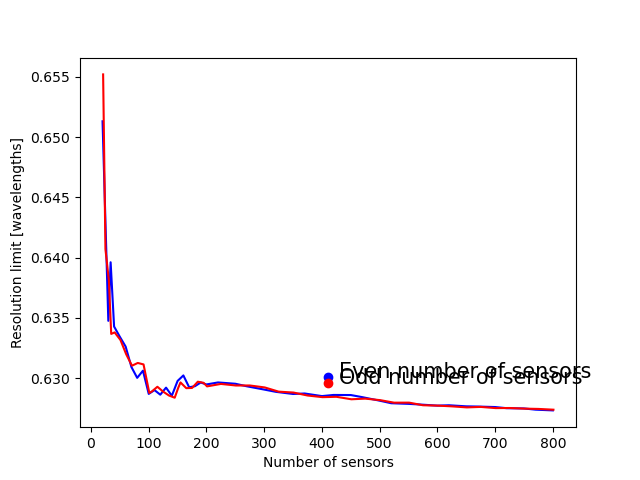 0.655
0.650
0.645
0.640
0.635
0.630
Resolution limit [wavelengths]
Even number of sensors
Odd number of sensors
0 100 200 300 400 500 600 700 800
Number of sensors